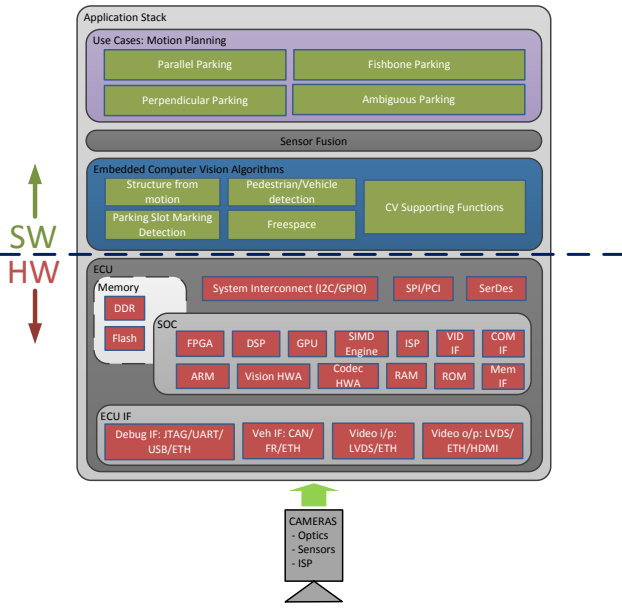 Application Stack
Use Cases: Motion Planning
Parallel Parking
Fishbone Parking
Perpendicular Parking
Ambiguous Parking
Sensor Fusion
Embedded Computer Vision Algorithms
Structure from
motion
Pedestrian/Vehicle
detection
CV Supporting Functions
Parking Slot Marking
Detection
Freespace
SW
HW
ECU
Memory
DDR
Flash
System Interconnect (I2C/GPIO)
SPI/PCI
SerDes
SOC
FPGA
DSP
GPU
SIMD
Engine
ISP
VID
IF
COM
IF
ARM
Vision HWA
Codec
HWA
RAM
ROM
Mem
IF
ECU IF
Debug IF: JTAG/UART/
USB/ETH
Veh IF: CAN/
FR/ETH
Video i/p:
LVDS/ETH
Video o/p: LVDS/
ETH/HDMI
CAMERAS
- Optics
- Sensors
- ISP